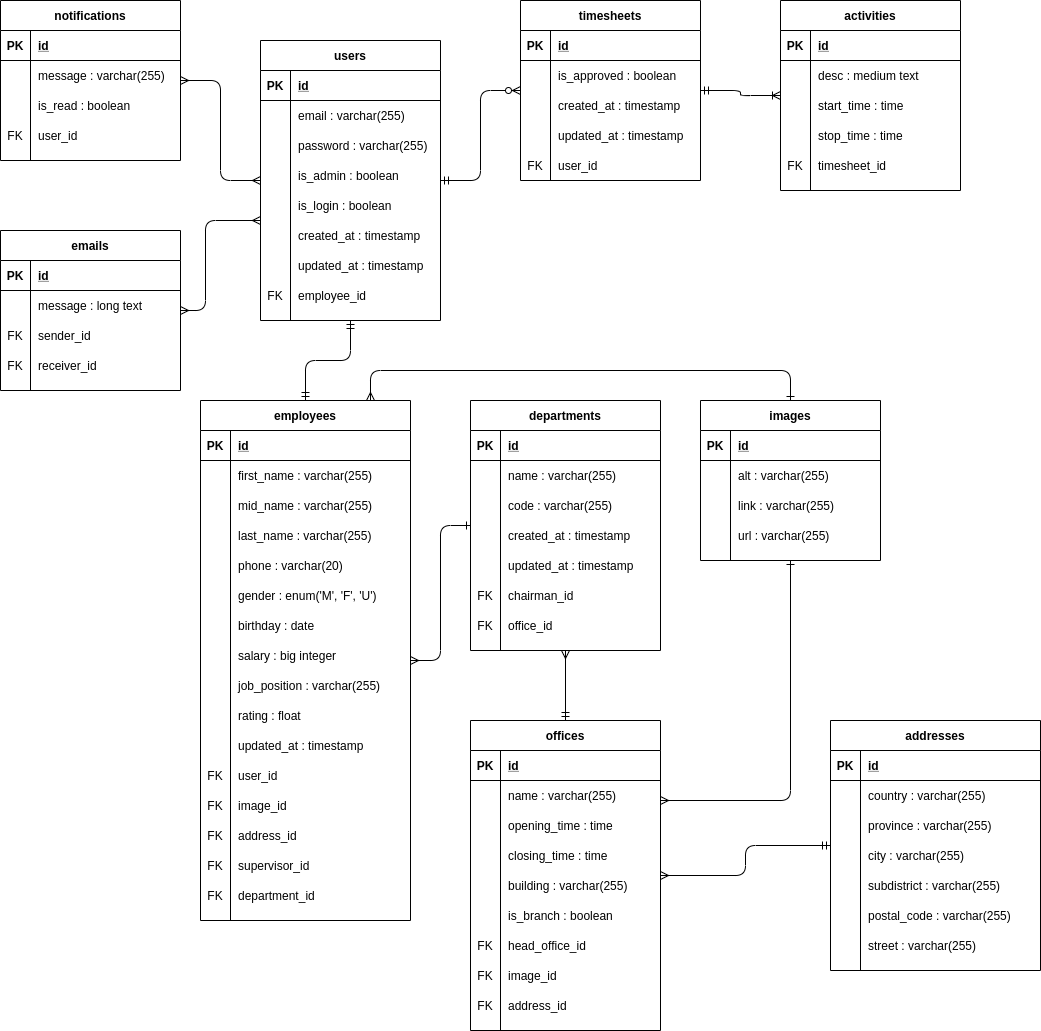 notifications
PK id
message : varchar(255)
is_read : boolean
FK user_id
users
PK id
email : varchar(255)
password : varchar(255)
is_admin : boolean
is_login : boolean
created_at : timestamp
updated_at : timestamp
FK employee_id
timesheets
PK id
is_approved : boolean
created_at : timestamp
updated_at : timestamp
FK user_id
activities
PK id
desc : medium text
start_time : time
stop_time : time
FK timesheet_id
emails
PK id
message : long text
FK sender_id
FK receiver_id
employees
PK id
first_name : varchar(255)
mid_name : varchar(255)
last_name : varchar(255)
phone : varchar(20)
gender : enum('M', 'F', 'U')
birthday : date
salary : big integer
job_position : varchar(255)
rating : float
updated_at : timestamp
FK user_id
FK image_id
FK address_id
FK supervisor_id
FK department_id
departments
PK id
name : varchar(255)
code : varchar(255)
created_at : timestamp
updated_at : timestamp
FK chairman_id
FK office_id
images
PK id
alt : varchar(255)
link : varchar(255)
url : varchar(255)
offices
PK id
name : varchar(255)
opening_time : time
closing_time : time
building : varchar(255)
is_branch : boolean
FK head_office_id
FK image_id
FK address_id
addresses
PK id
country : varchar(255)
province : varchar(255)
city : varchar(255)
subdistrict : varchar(255)
postal_code : varchar(255)
street : varchar(255)